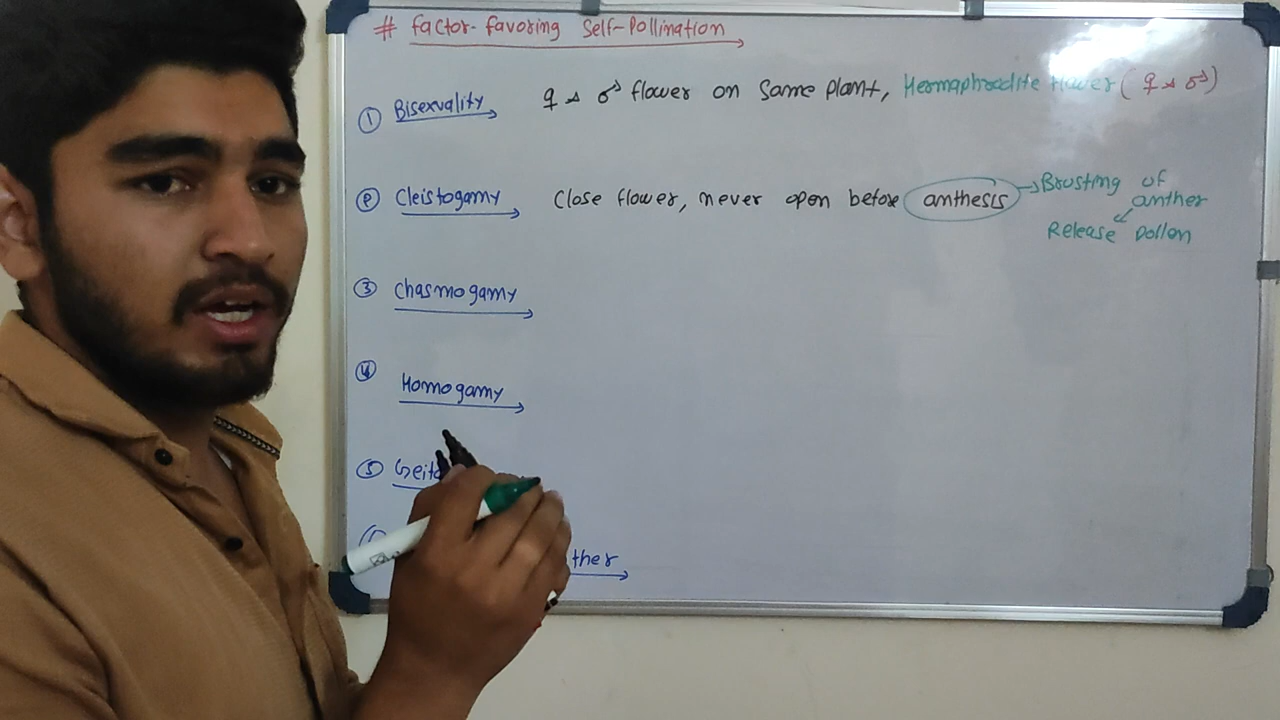 # factor-favoring Self-Pollination
① Bisexuality ♀ & ♂ flower on Same plant, Hermaphrodite flower (♀ & ♂)
② Cleistogamy Close flower, never open before anthesis → Brusting of anther
Release pollen
③ Chasmogamy
④ Homogamy
⑤ Geito
ther